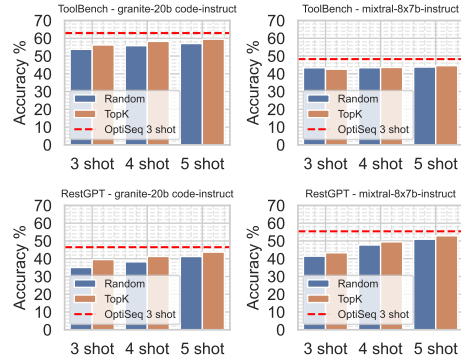 ToolBench - granite-20b code-instruct
Accuracy %
70
60
50
40
30
20
10
0
Random
TopK
OptiSeq 3 shot
3 shot 4 shot 5 shot
ToolBench - mixtral-8x7b-instruct
Accuracy %
70
60
50
40
30
20
10
0
Random
TopK
OptiSeq 3 shot
3 shot 4 shot 5 shot
RestGPT - granite-20b code-instruct
Accuracy %
70
60
50
40
30
20
10
0
Random
TopK
OptiSeq 3 shot
3 shot 4 shot 5 shot
RestGPT - mixtral-8x7b-instruct
Accuracy %
70
60
50
40
30
20
10
0
Random
TopK
OptiSeq 3 shot
3 shot 4 shot 5 shot